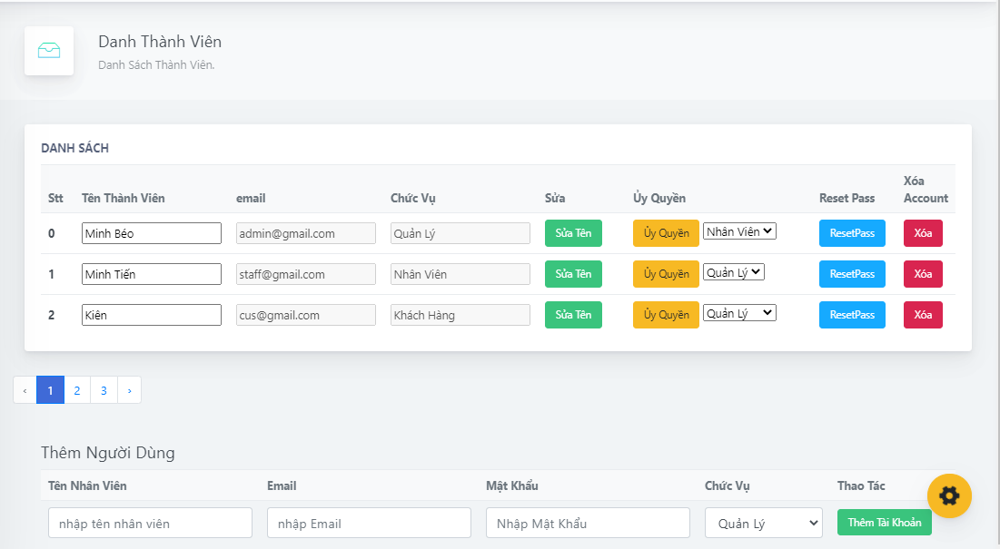 Danh Thành Viên
Danh Sách Thành Viên.
DANH SÁCH
Stt Tên Thành Viên email Chức Vụ Sửa Ủy Quyền Reset Pass Xóa Account
0 Minh Béo admin@gmail.com Quản Lý Sửa Tên Ủy Quyền Nhân Viên ResetPass Xóa
1 Minh Tiến staff@gmail.com Nhân Viên Sửa Tên Ủy Quyền Quản Lý ResetPass Xóa
2 Kiên cus@gmail.com Khách Hàng Sửa Tên Ủy Quyền Quản Lý ResetPass Xóa
‹ 1 2 3 ›
Thêm Người Dùng
Tên Nhân Viên Email Mật Khẩu Chức Vụ Thao Tác
nhập tên nhân viên nhập Email Nhập Mật Khẩu Quản Lý Thêm Tài Khoản